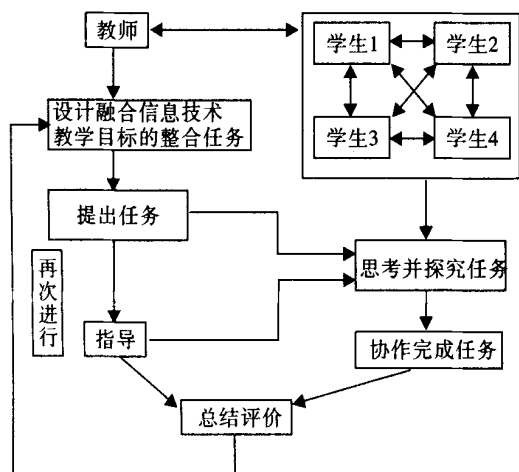 教师
学生1
学生2
学生3
学生4
设计融合信息技术
教学目标的整合任务
提出任务
思考并探究任务
再次进行
指导
协作完成任务
总结评价